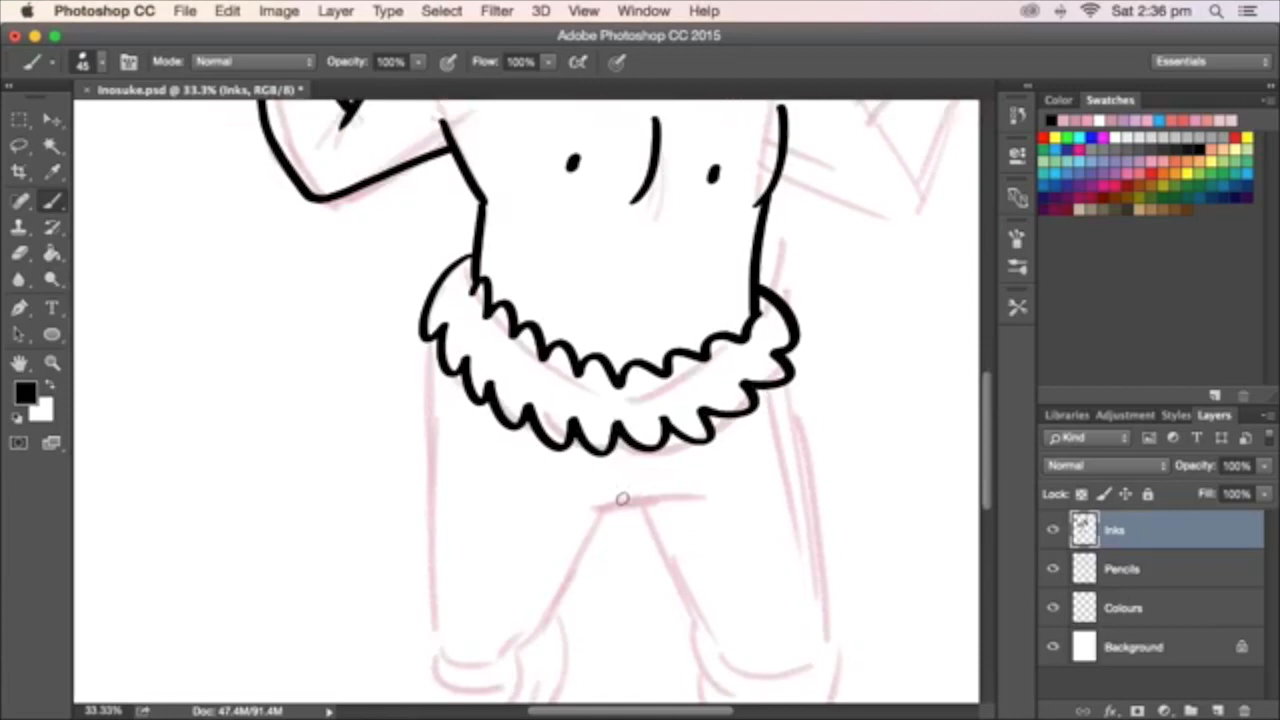 Photoshop CC File Edit Image Layer Type Select Filter 3D View Window Help Sat 2:36 pm
Adobe Photoshop CC 2015
45 Mode: Normal Opacity: 100% Flow: 100% Essentials
× Inosuke.psd @ 33.3% (Inks, RGB/8) *
Color Swatches
Libraries Adjustment Styles Layers
Kind
Normal Opacity: 100%
Lock: Fill: 100%
Inks
Pencils
Colours
Background
33.33% Doc: 47.4M/91.4M